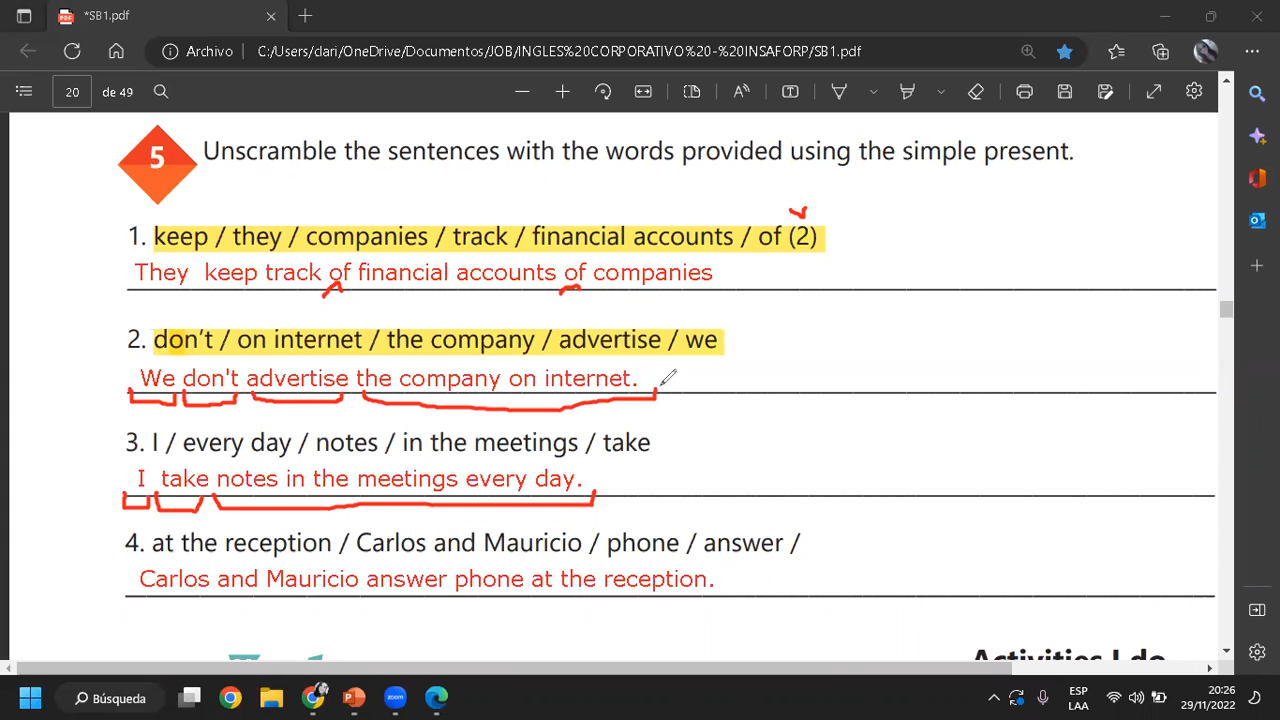 *SB1.pdf
Archivo
C:/Users/clari/OneDrive/Documentos/JOB/INGLES%20CORPORATIVO%20-%20INSAFORP/SB1.pdf
20 de 49
5
Unscramble the sentences with the words provided using the simple present.
1. keep / they / companies / track / financial accounts / of (2)
They keep track of financial accounts of companies
2. don't / on internet / the company / advertise / we
We don't advertise the company on internet.
3. I / every day / notes / in the meetings / take
I take notes in the meetings every day.
4. at the reception / Carlos and Mauricio / phone / answer /
Carlos and Mauricio answer phone at the reception.
Activities I do
Búsqueda
zoom
ESP
LAA
20:26
29/11/2022